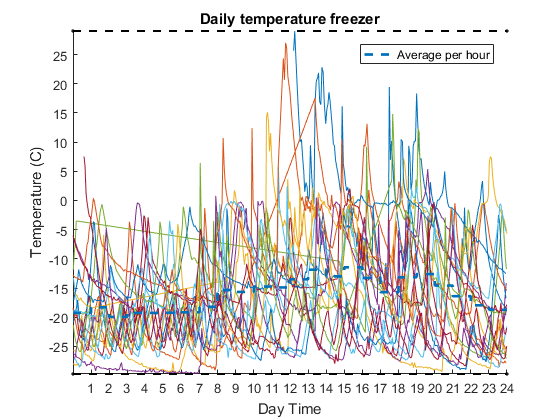 Daily temperature freezer
Average per hour
Temperature (C)
25
20
15
10
5
0
-5
-10
-15
-20
-25
1 2 3 4 5 6 7 8 9 10 11 12 13 14 15 16 17 18 19 20 21 22 23 24
Day Time